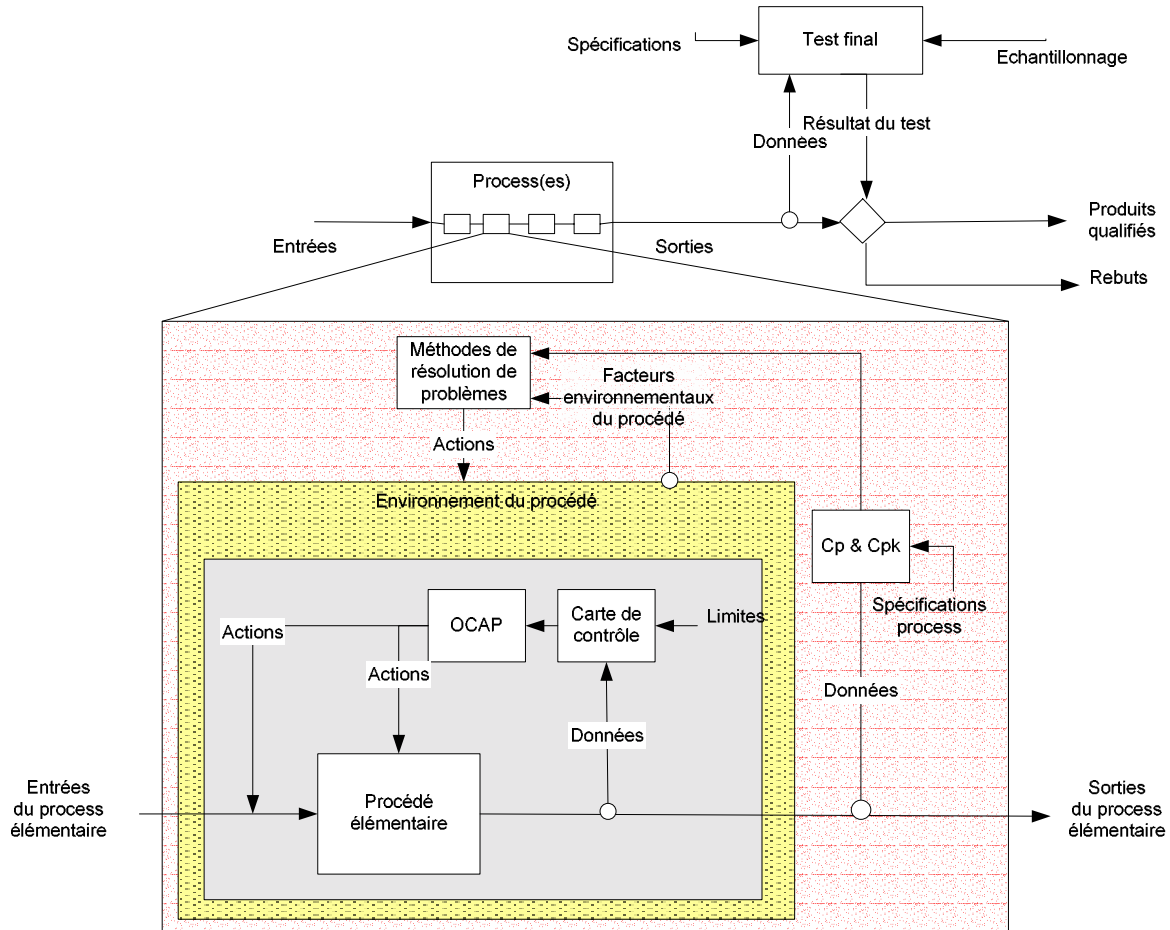 Spécifications
Test final
Echantillonnage
Résultat du test
Données
Process(es)
Entrées
Sorties
Produits
qualifiés
Rebuts
Méthodes de
résolution de
problèmes
Facteurs
environnementaux
du procédé
Actions
Environnement du procédé
Cp & Cpk
Spécifications
process
OCAP
Carte de
contrôle
Limites
Actions
Actions
Données
Données
Entrées
du process
élémentaire
Procédé
élémentaire
Sorties
du process
élémentaire